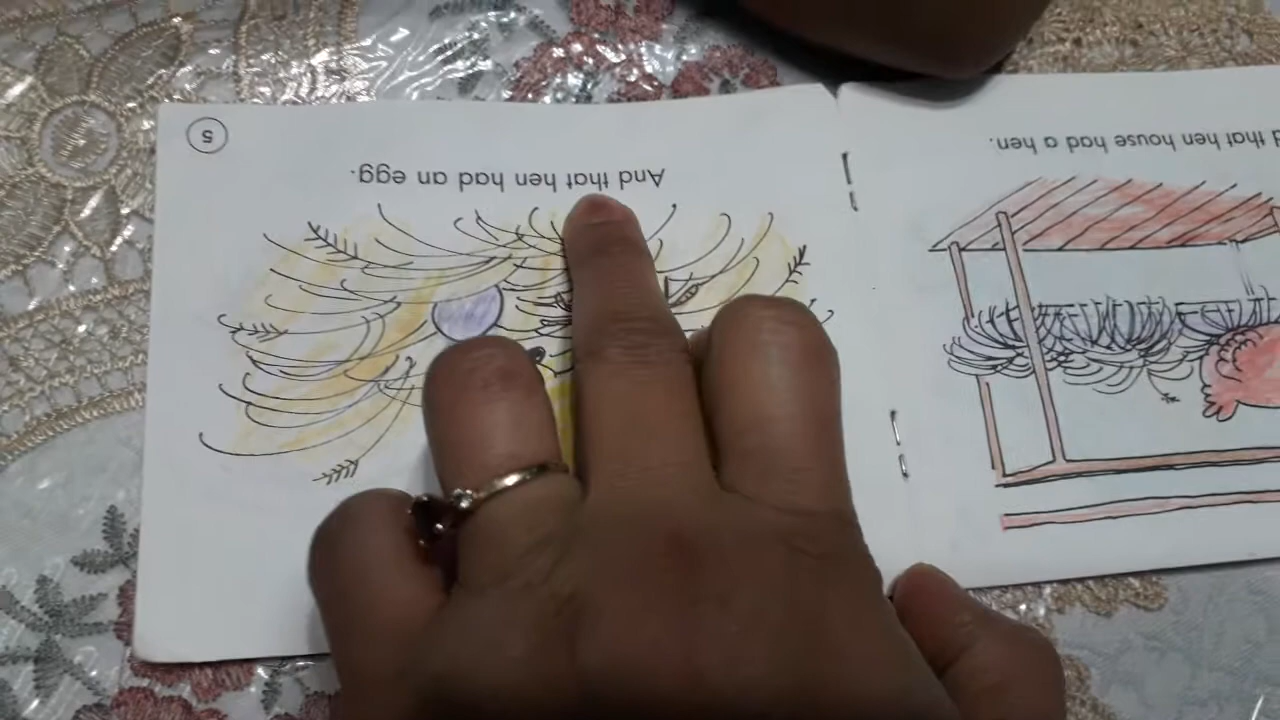 d that hen house had a hen.
And that hen had an egg.
5